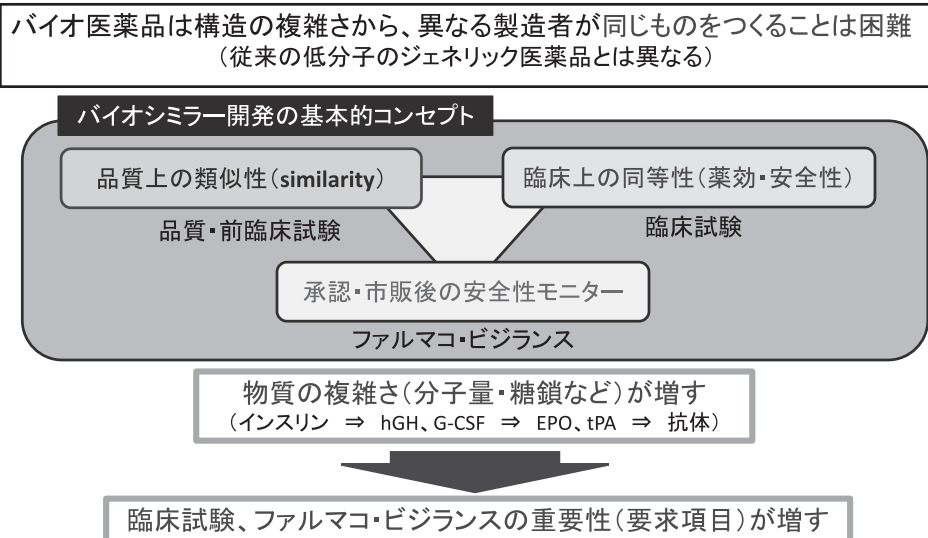 バイオ医薬品は構造の複雑さから、異なる製造者が同じものをつくることは困難
(従来の低分子のジェネリック医薬品とは異なる)
バイオシミラー開発の基本的コンセプト
品質上の類似性(similarity)
臨床上の同等性(薬効・安全性)
品質・前臨床試験
臨床試験
承認・市販後の安全性モニター
ファルマコ・ビジランス
物質の複雑さ(分子量・糖鎖など)が増す
(インスリン ⇒ hGH、G-CSF ⇒ EPO、tPA ⇒ 抗体)
臨床試験、ファルマコ・ビジランスの重要性(要求項目)が増す